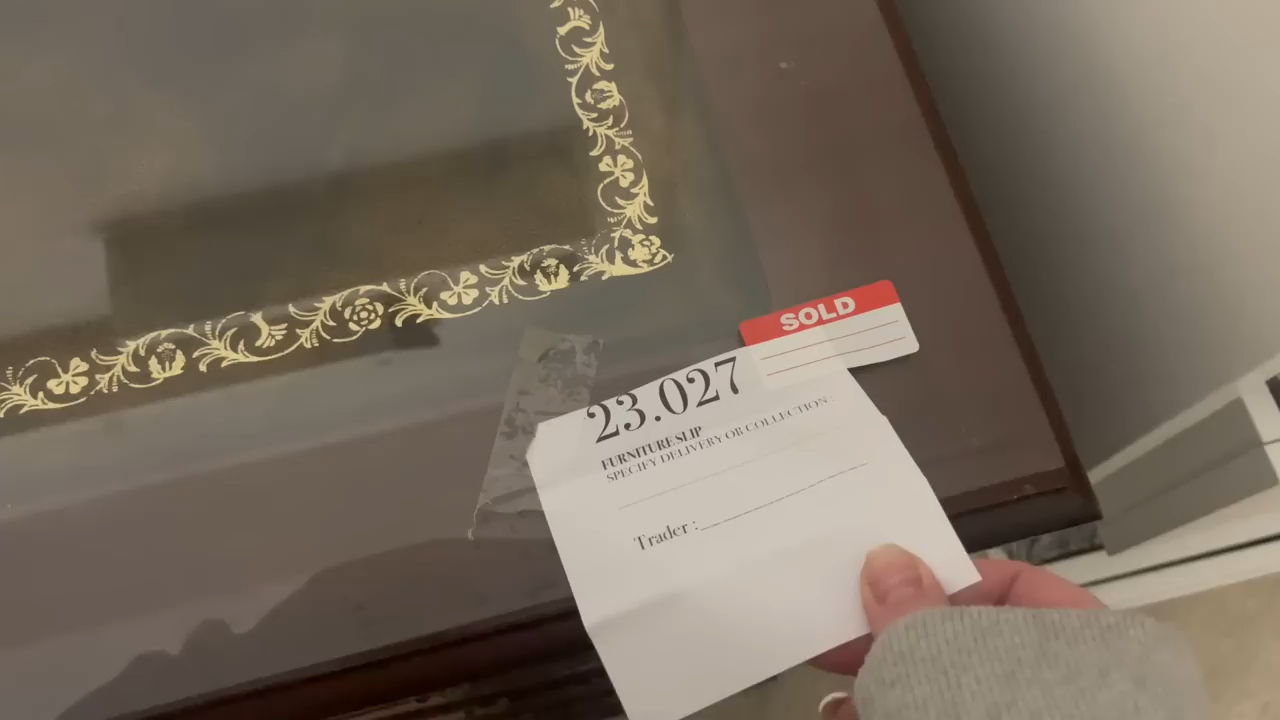 SOLD
23.027
FURNITURE SLIP
SPECIFY DELIVERY OR COLLECTION :
Trader :